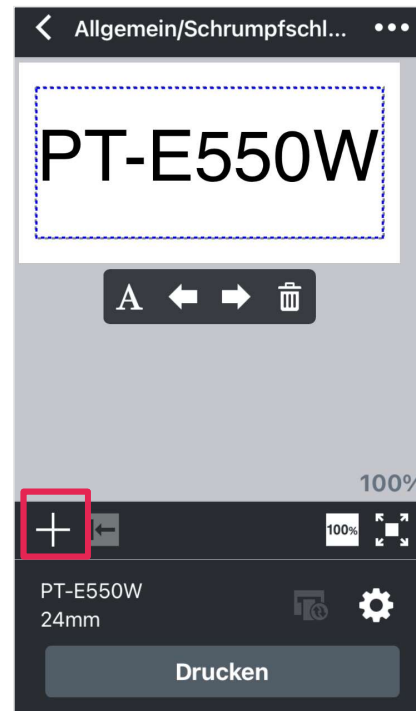 Allgemein/Schrumpfschl...
PT-E550W
A
100%
100%
PT-E550W
24mm
Drucken